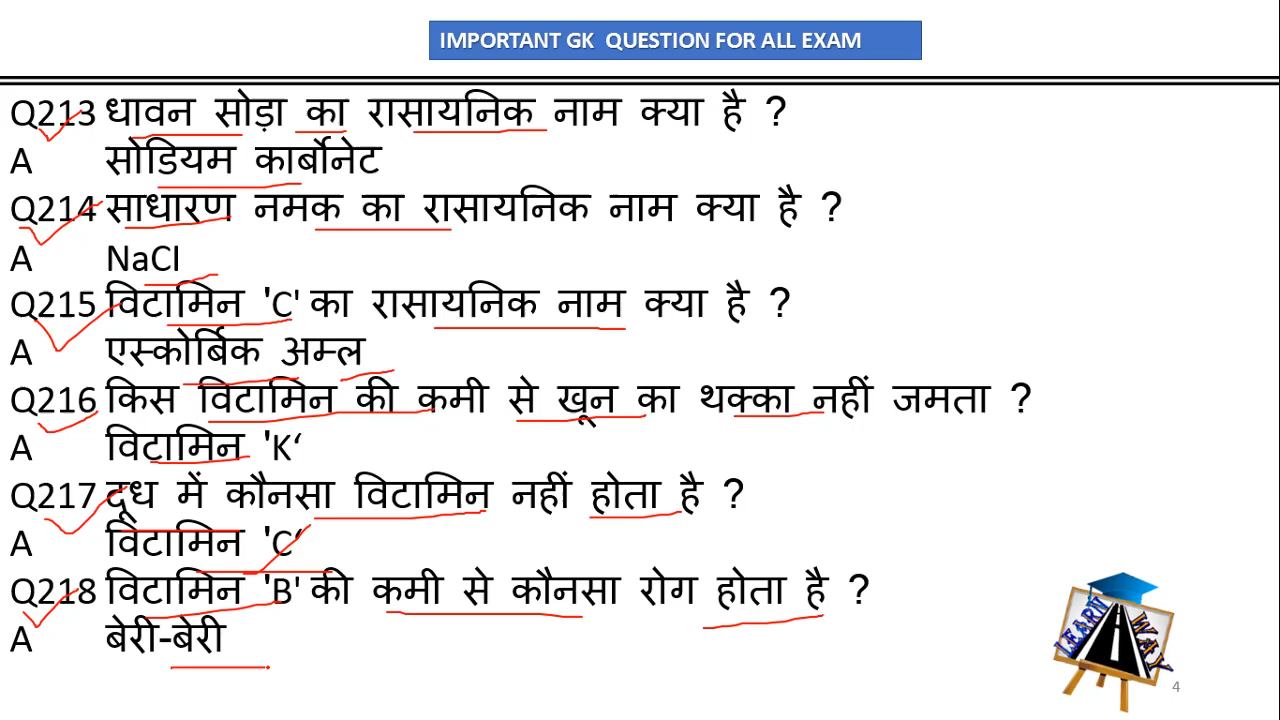 IMPORTANT GK QUESTION FOR ALL EXAM
Q213 धावन सोड़ा का रासायनिक नाम क्या है ?
A सोडियम कार्बोनेट
Q214 साधारण नमक का रासायनिक नाम क्या है ?
A NaCl
Q215 विटामिन 'C' का रासायनिक नाम क्या है ?
A एस्कोर्बिक अम्ल
Q216 किस विटामिन की कमी से खून का थक्का नहीं जमता ?
A विटामिन 'K‘
Q217 दूध में कौनसा विटामिन नहीं होता है ?
A विटामिन 'C‘
Q218 विटामिन 'B' की कमी से कौनसा रोग होता है ?
A बेरी-बेरी
LEARN WAY
4